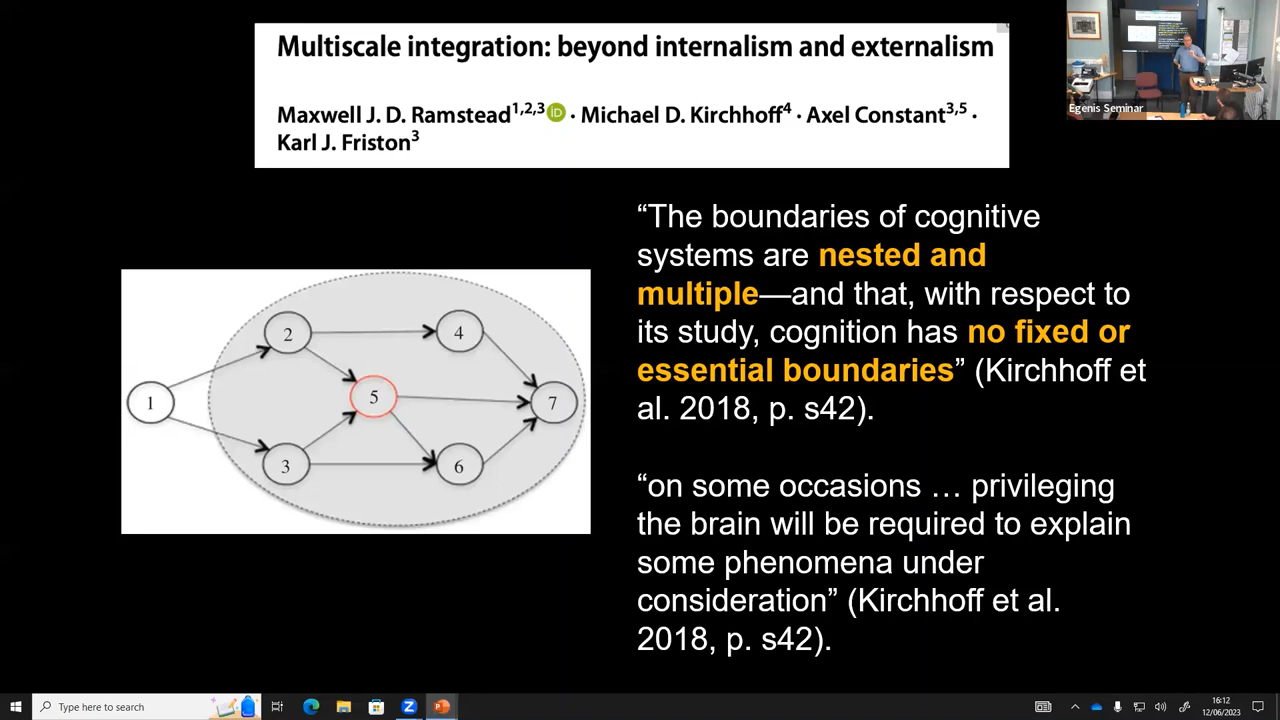 Multiscale integration: beyond internalism and externalism
Maxwell J. D. Ramstead1,2,3 iD · Michael D. Kirchhoff4 · Axel Constant3,5 ·
Karl J. Friston3
Egenis Seminar
“The boundaries of cognitive
systems are nested and
multiple—and that, with respect to
its study, cognition has no fixed or
essential boundaries” (Kirchhoff et
al. 2018, p. s42).
“on some occasions … privileging
the brain will be required to explain
some phenomena under
consideration” (Kirchhoff et al.
2018, p. s42).
1
2
3
4
5
6
7
Type here to search
16:12
12/06/2023